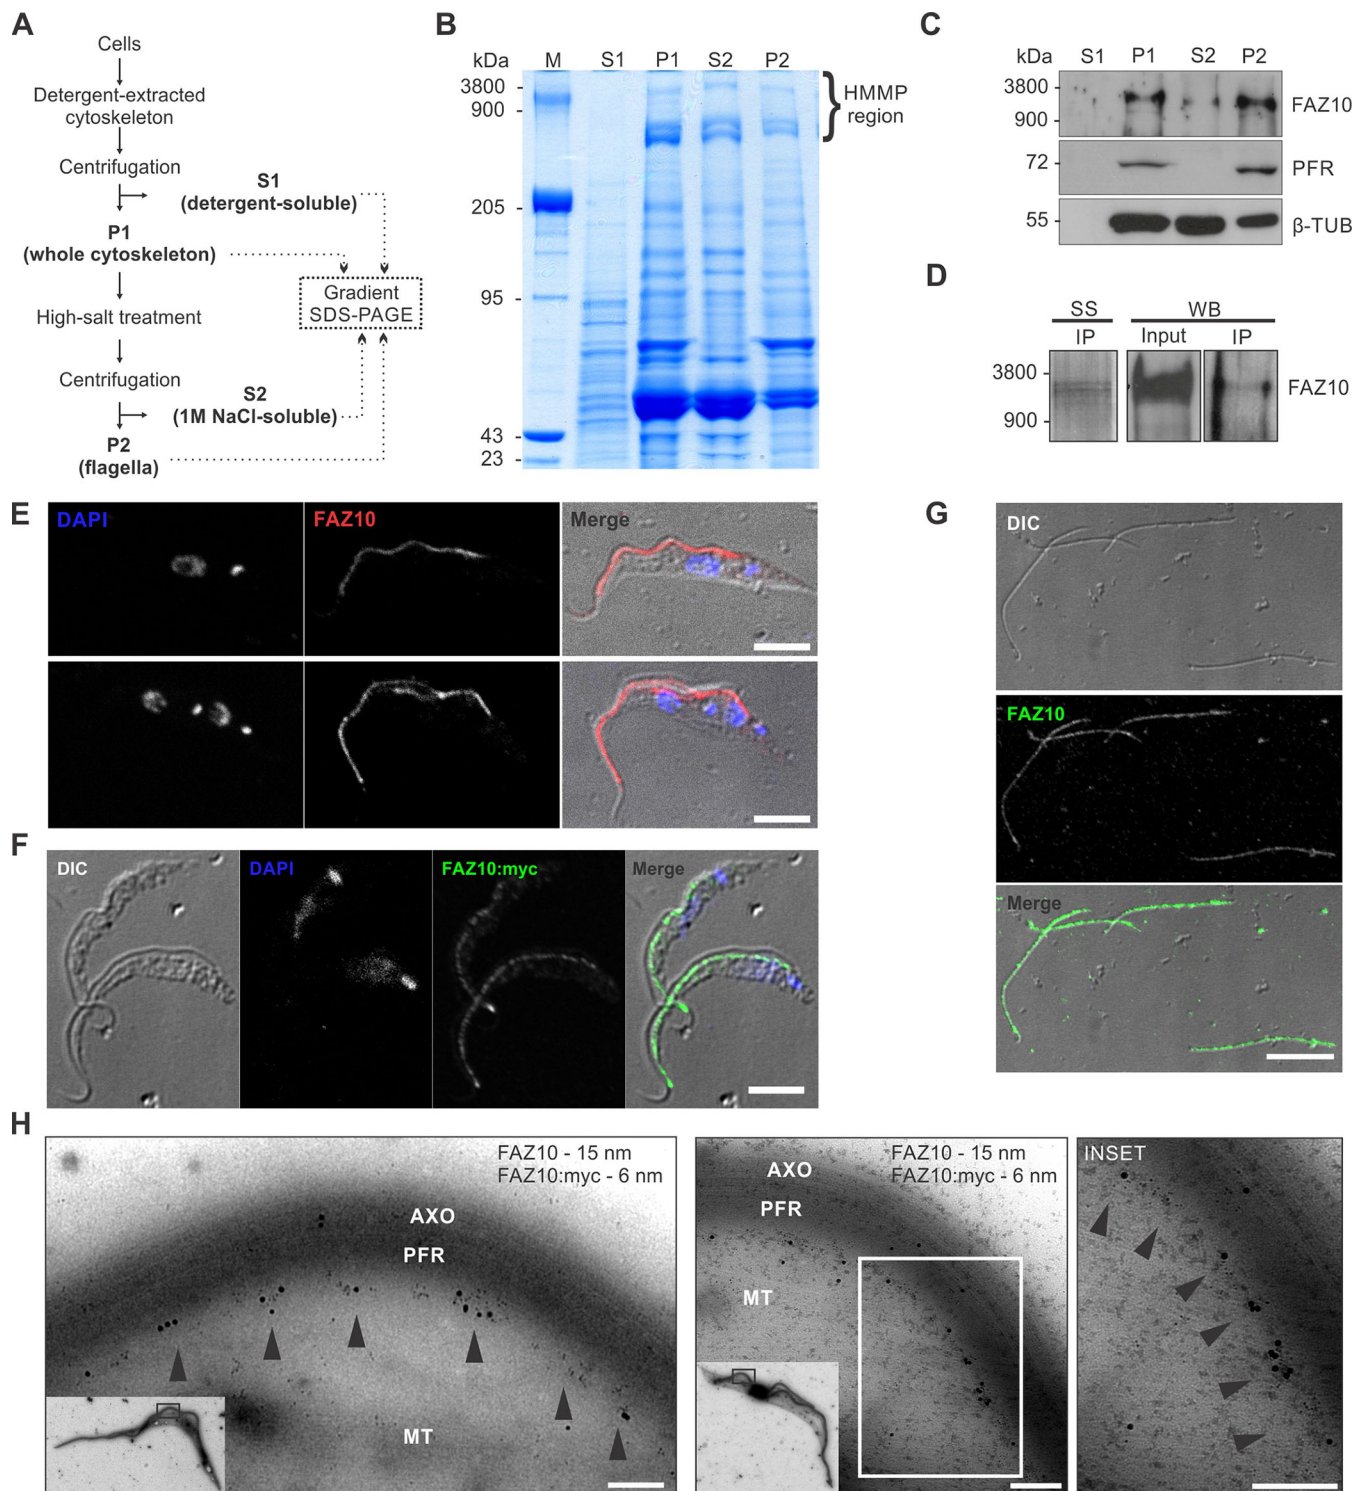 A
Cells
Detergent-extracted
cytoskeleton
Centrifugation
S1
(detergent-soluble)
P1
(whole cytoskeleton)
Gradient
SDS-PAGE
High-salt treatment
Centrifugation
S2
(1M NaCl-soluble)
P2
(flagella)
B
kDa M S1 P1 S2 P2
3800
900
205
95
43
23
HMMP
region
C
kDa S1 P1 S2 P2
3800
900
FAZ10
72
PFR
55
β-TUB
D
SS WB
IP Input IP
3800
900
FAZ10
E
DAPI FAZ10 Merge
F
DIC DAPI FAZ10:myc Merge
G
DIC
FAZ10
Merge
H
FAZ10 - 15 nm
FAZ10:myc - 6 nm
AXO
PFR
MT
FAZ10 - 15 nm
FAZ10:myc - 6 nm
AXO
PFR
MT
INSET